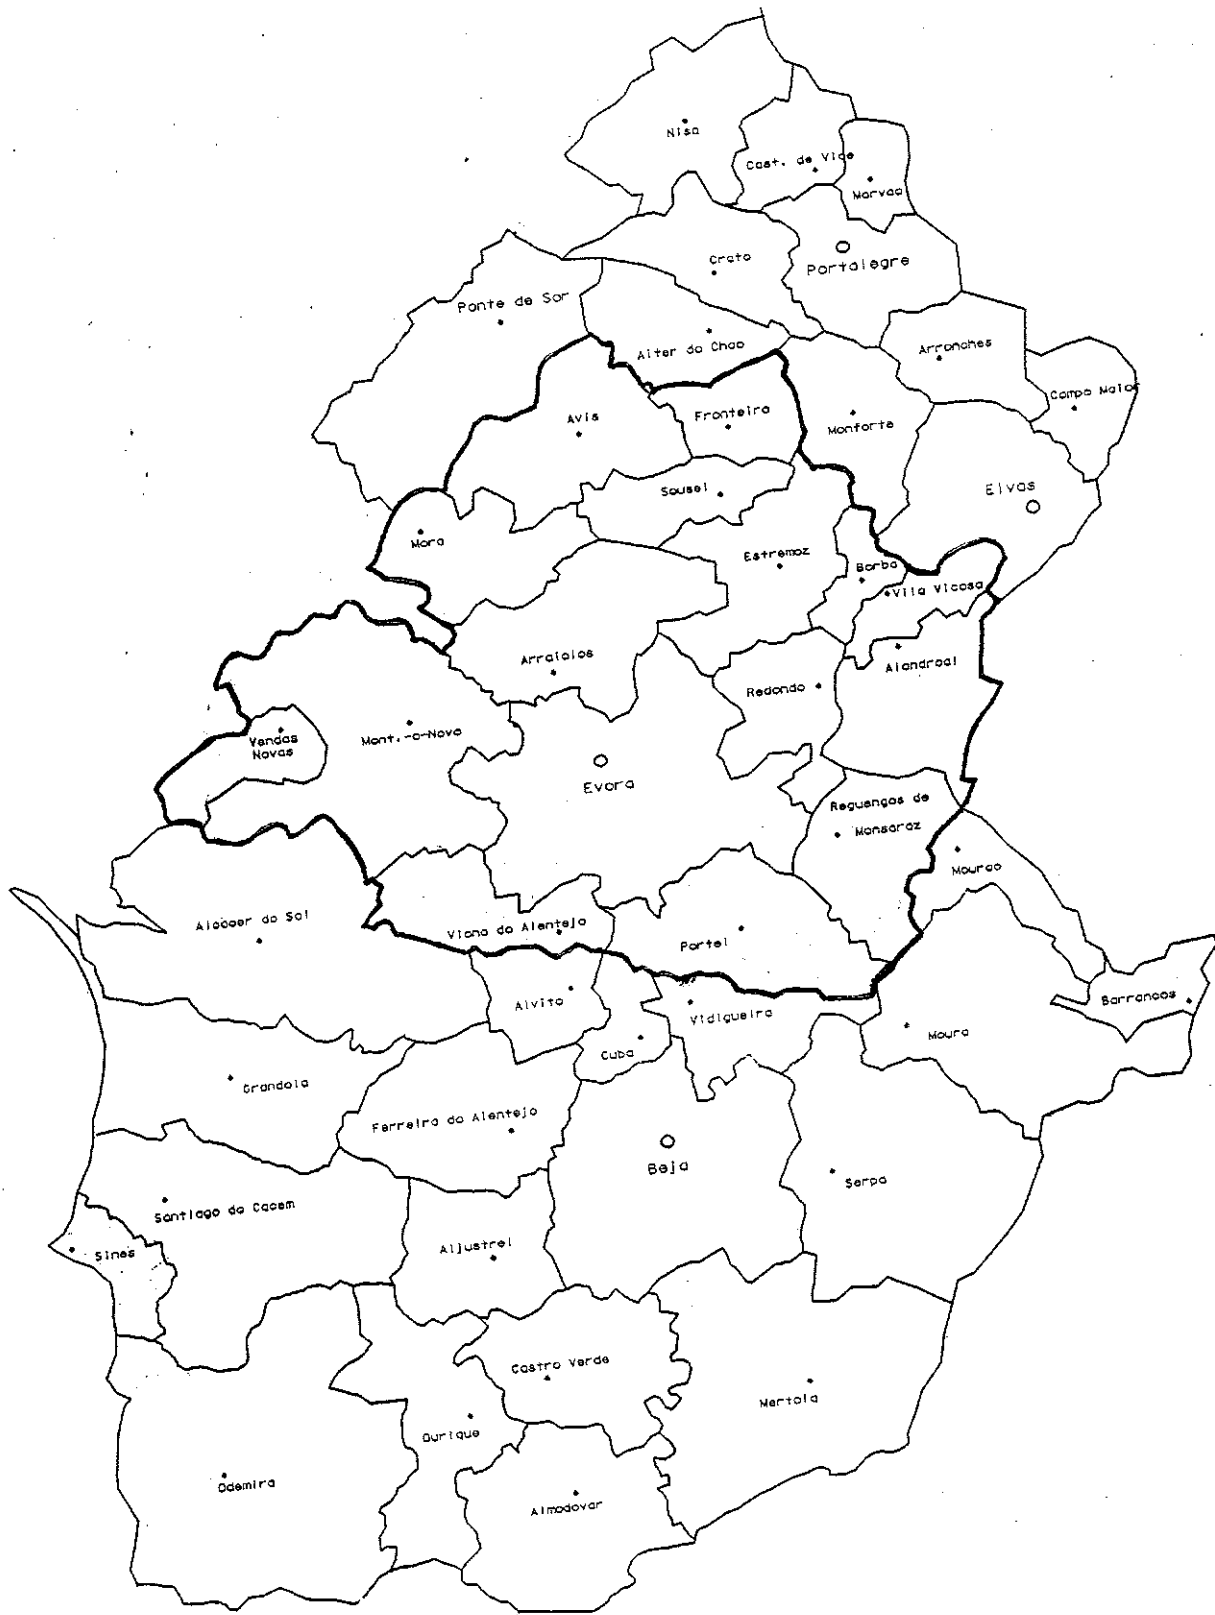 Nisa
Cast. de Vide
Marvao
Crato
Portalegre
Ponte de Sor
Alter do Chao
Arronches
Campo Maior
Avis
Fronteira
Monforte
Sousel
Elvas
Mora
Estremoz
Borba
Vila Vicosa
Arraiolos
Alandroal
Redondo
Vendas
Novas
Mont.-o-Novo
Evora
Reguengos de
Monsaraz
Mourao
Alcacer do Sal
Viana do Alentejo
Portel
Alvito
Vidigueira
Barrancos
Cuba
Moura
Grandola
Ferreira do Alentejo
Beja
Serpa
Santiago do Cacem
Sines
Aljustrel
Castro Verde
Mertola
Ourique
Odemira
Almodovar